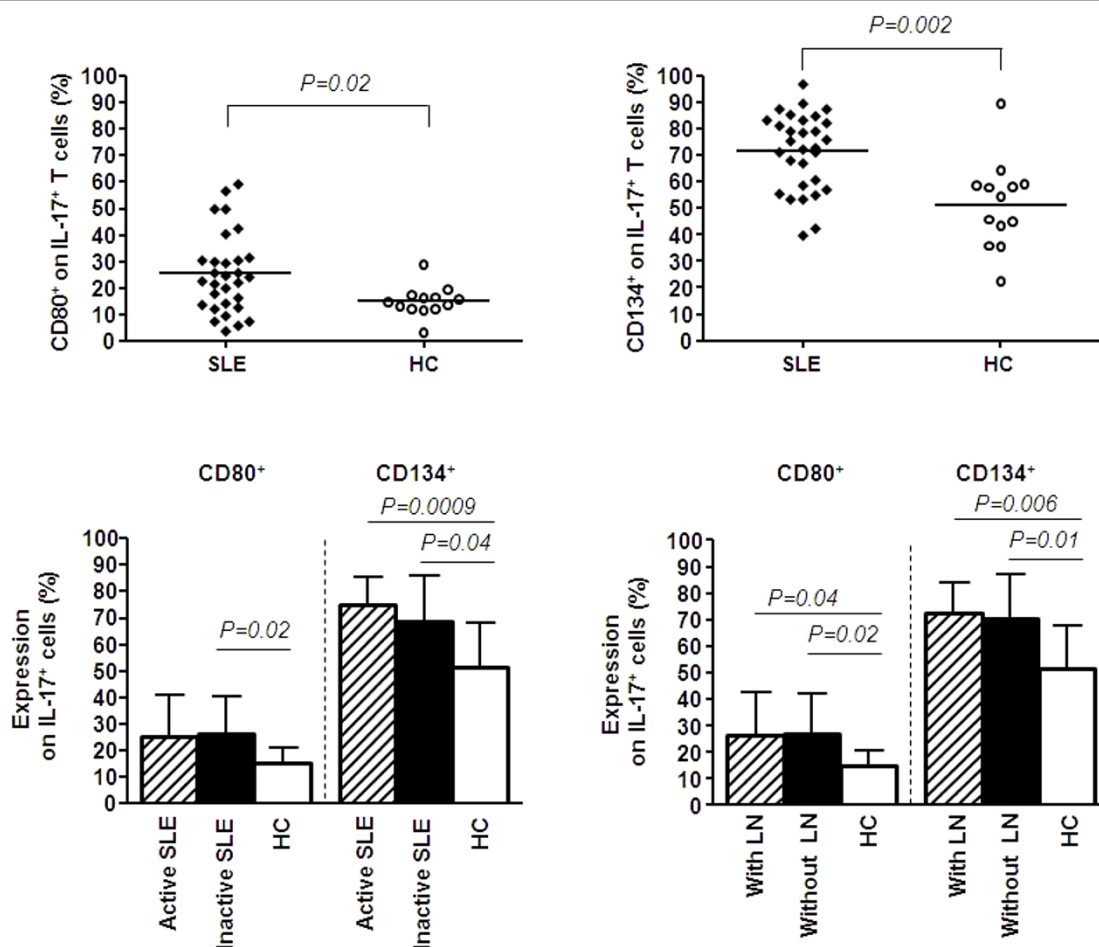 P=0.02
CD80⁺ on IL-17⁺ T cells (%)
100
90
80
70
60
50
40
30
20
10
0
SLE
HC
P=0.002
CD134⁺ on IL-17⁺ T cells (%)
100
90
80
70
60
50
40
30
20
10
0
SLE
HC
CD80⁺
CD134⁺
P=0.0009
P=0.04
P=0.02
Expression
on IL-17⁺ cells (%)
100
90
80
70
60
50
40
30
20
10
0
Active SLE
Inactive SLE
HC
Active SLE
Inactive SLE
HC
CD80⁺
CD134⁺
P=0.006
P=0.01
P=0.04
P=0.02
Expression
on IL-17⁺ cells (%)
100
90
80
70
60
50
40
30
20
10
0
With LN
Without LN
HC
With LN
Without LN
HC